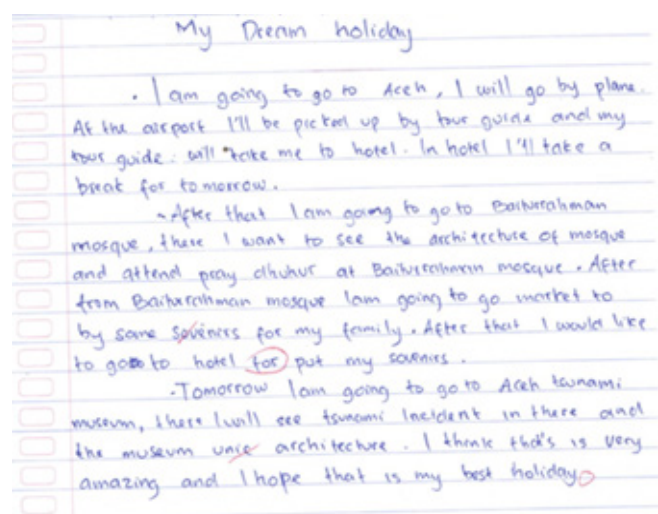 My Dream holiday
. I am going to go to Aceh, I will go by plane.
At the airport I'll be picked up by tour guide and my
tour guide. will take me to hotel. In hotel I'll take a
break for tomorrow.
- After that I am going to go to Baiturrahman
mosque, there I want to see the architecture of mosque
and attend pray dhuhur at Baiturrahman mosque. After
from Baiturrahman mosque I am going to go market to
by some sovenirs for my family. After that I would like
to go to hotel for put my sovenirs.
. Tomorrow I am going to go to Aceh tsunami
museum, there I will see tsunami Incident in there and
the museum unic architecture. I think that's is very
amazing and I hope that is my best holiday